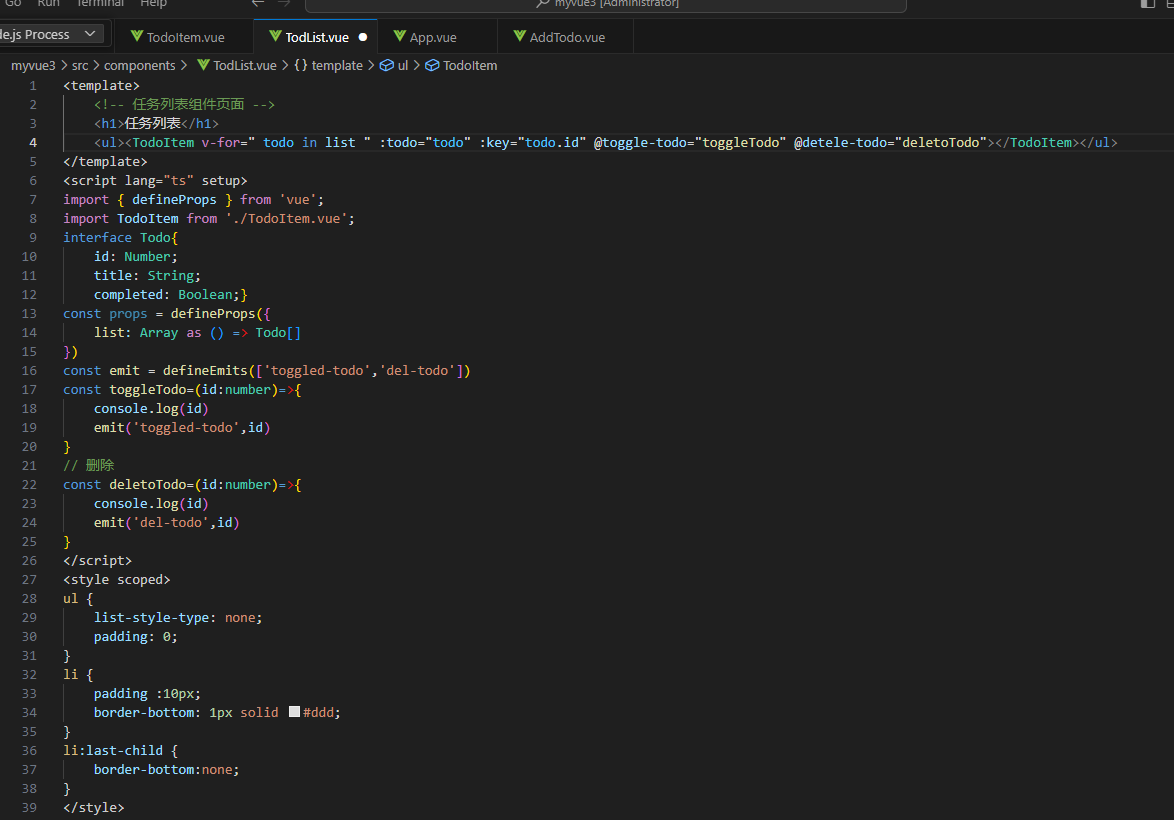 Go Run Terminal Help myvue3 [Administrator]
de.js Process TodoItem.vue TodList.vue App.vue AddTodo.vue
myvue3 > src > components > TodList.vue > {} template > ul > TodoItem
1 <template>
2 <!-- 任务列表组件页面 -->
3 <h1>任务列表</h1>
4 <ul><TodoItem v-for=" todo in list " :todo="todo" :key="todo.id" @toggle-todo="toggleTodo" @detele-todo="deletoTodo"></TodoItem></ul>
5 </template>
6 <script lang="ts" setup>
7 import { defineProps } from 'vue';
8 import TodoItem from './TodoItem.vue';
9 interface Todo{
10 id: Number;
11 title: String;
12 completed: Boolean;}
13 const props = defineProps({
14 list: Array as () => Todo[]
15 })
16 const emit = defineEmits(['toggled-todo','del-todo'])
17 const toggleTodo=(id:number)=>{
18 console.log(id)
19 emit('toggled-todo',id)
20 }
21 // 删除
22 const deletoTodo=(id:number)=>{
23 console.log(id)
24 emit('del-todo',id)
25 }
26 </script>
27 <style scoped>
28 ul {
29 list-style-type: none;
30 padding: 0;
31 }
32 li {
33 padding :10px;
34 border-bottom: 1px solid #ddd;
35 }
36 li:last-child {
37 border-bottom:none;
38 }
39 </style>